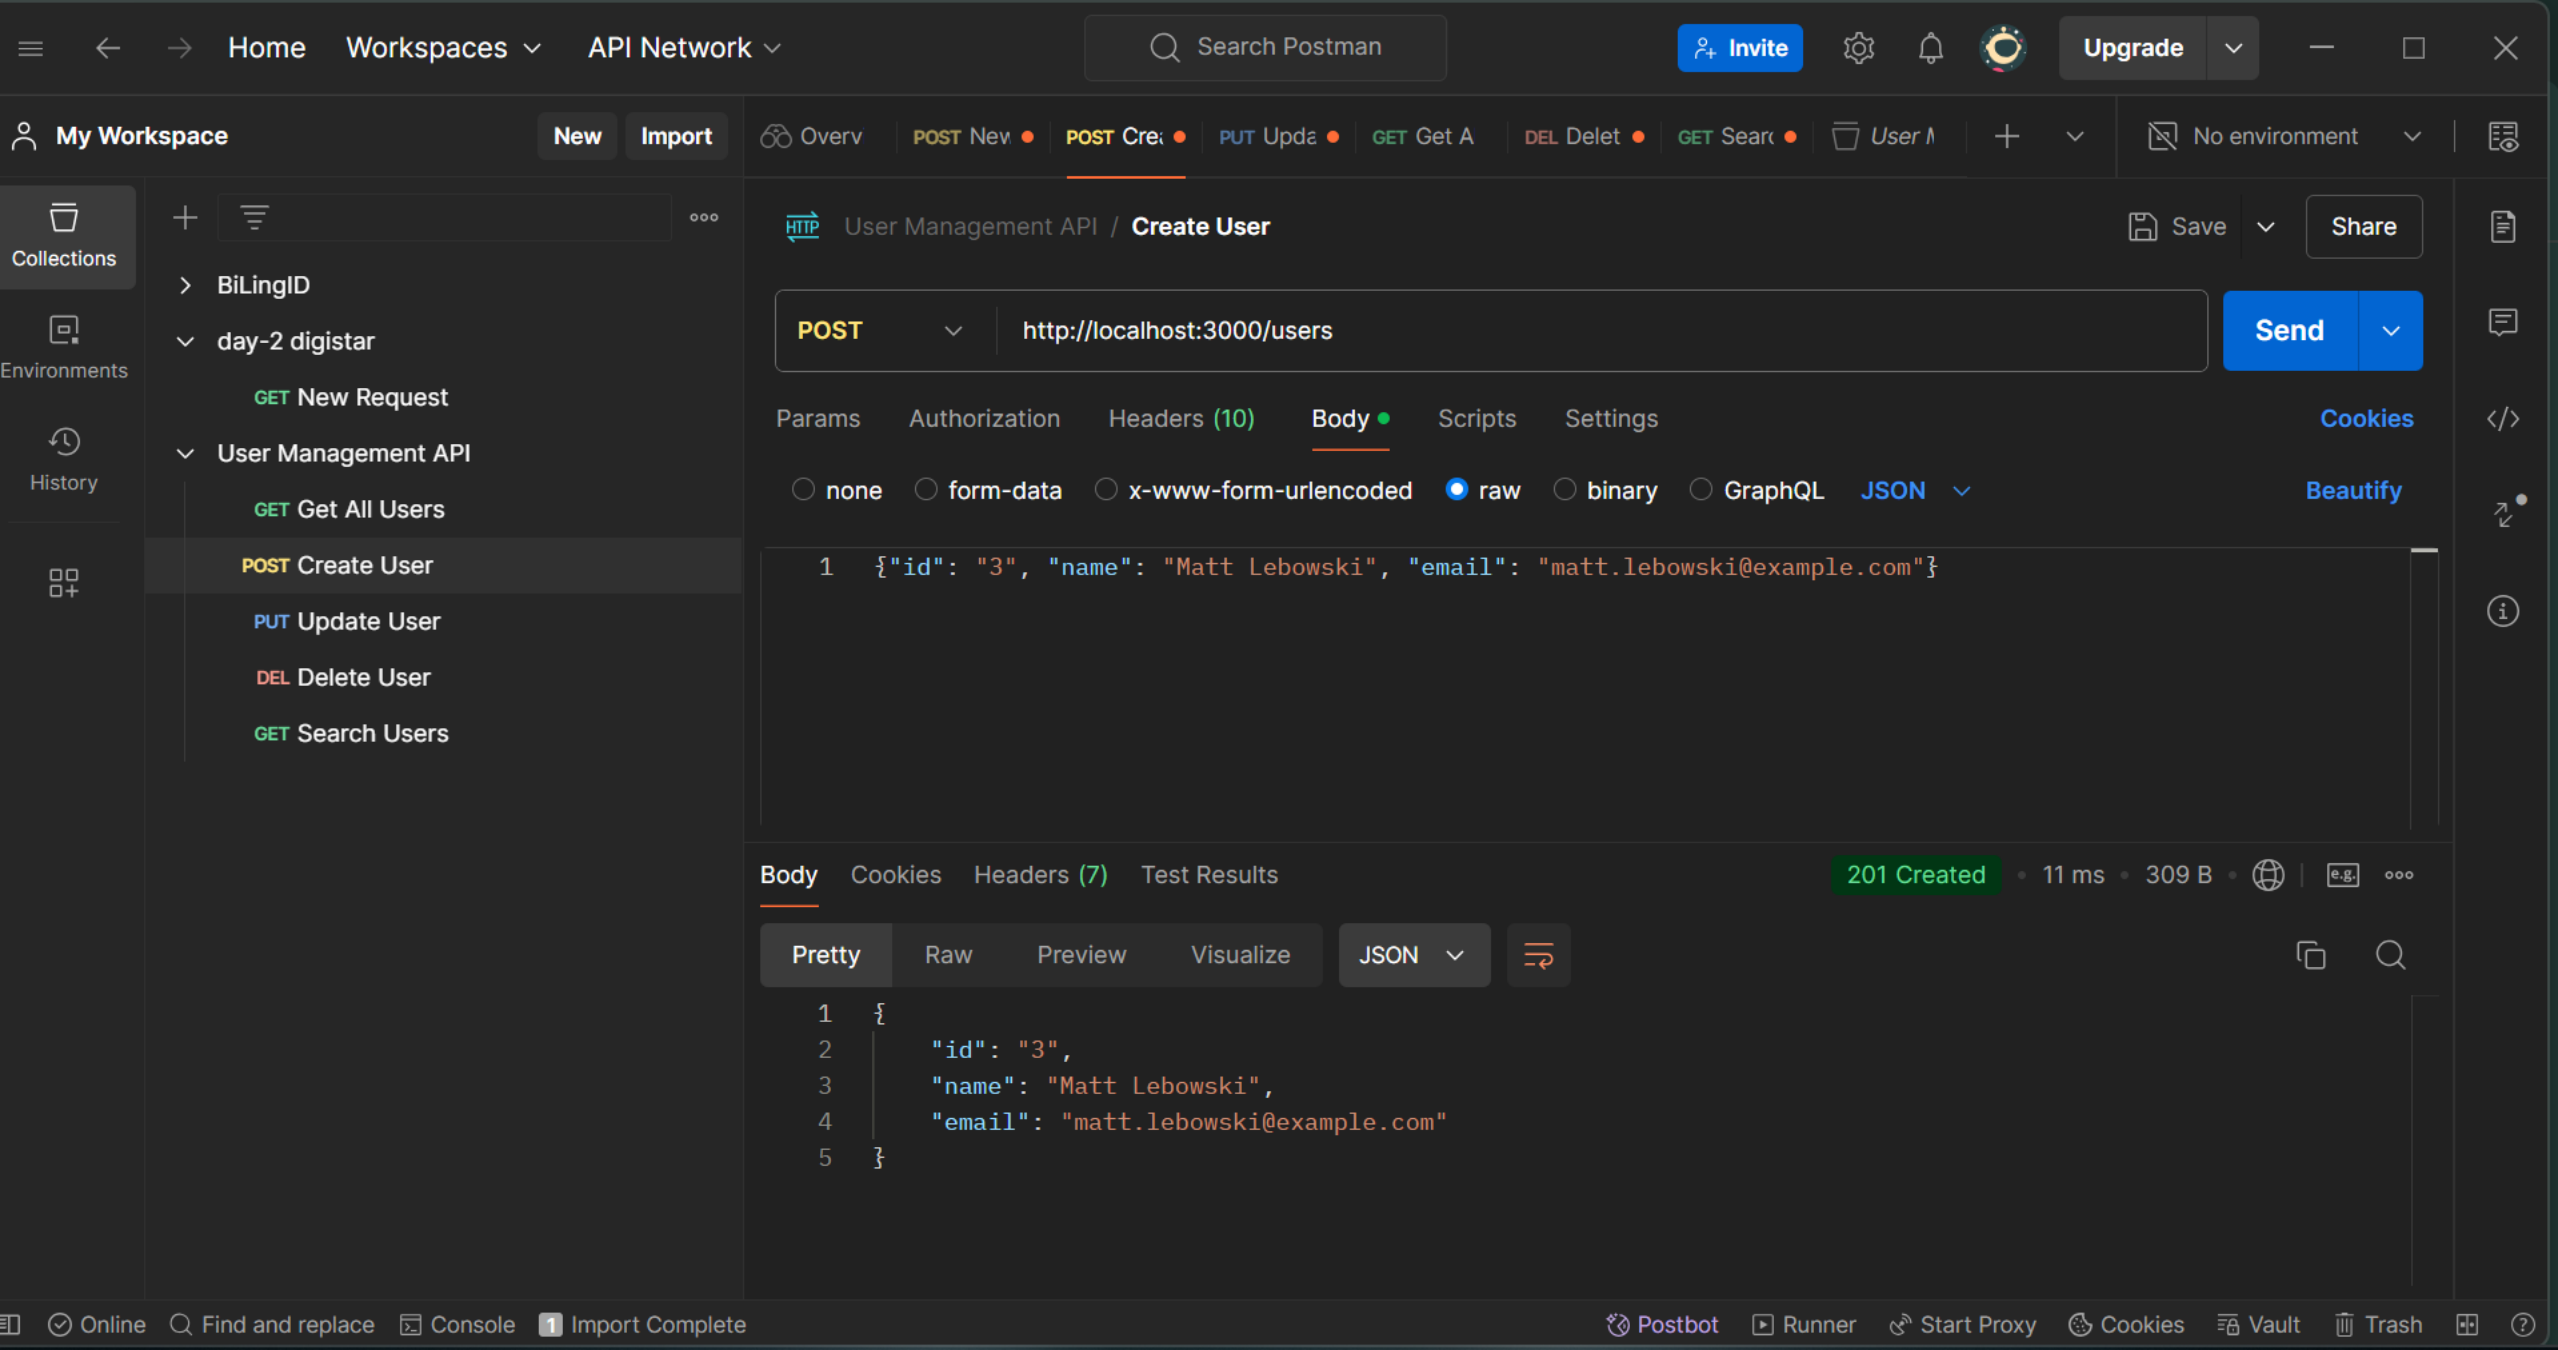 Home Workspaces API Network Search Postman Invite Upgrade
My Workspace New Import
Overv POST New POST Crea PUT Upda GET Get A DEL Delet GET Searc User M No environment
Collections
Environments
History
BiLingID
day-2 digistar
GET New Request
User Management API
GET Get All Users
POST Create User
PUT Update User
DEL Delete User
GET Search Users
HTTP User Management API / Create User Save Share
POST http://localhost:3000/users Send
Params Authorization Headers (10) Body Scripts Settings Cookies
none form-data x-www-form-urlencoded raw binary GraphQL JSON Beautify
1 {"id": "3", "name": "Matt Lebowski", "email": "matt.lebowski@example.com"}
Body Cookies Headers (7) Test Results 201 Created • 11 ms • 309 B • e.g.
Pretty Raw Preview Visualize JSON
1 {
2 "id": "3",
3 "name": "Matt Lebowski",
4 "email": "matt.lebowski@example.com"
5 }
Online Find and replace Console 1 Import Complete Postbot Runner Start Proxy Cookies Vault Trash